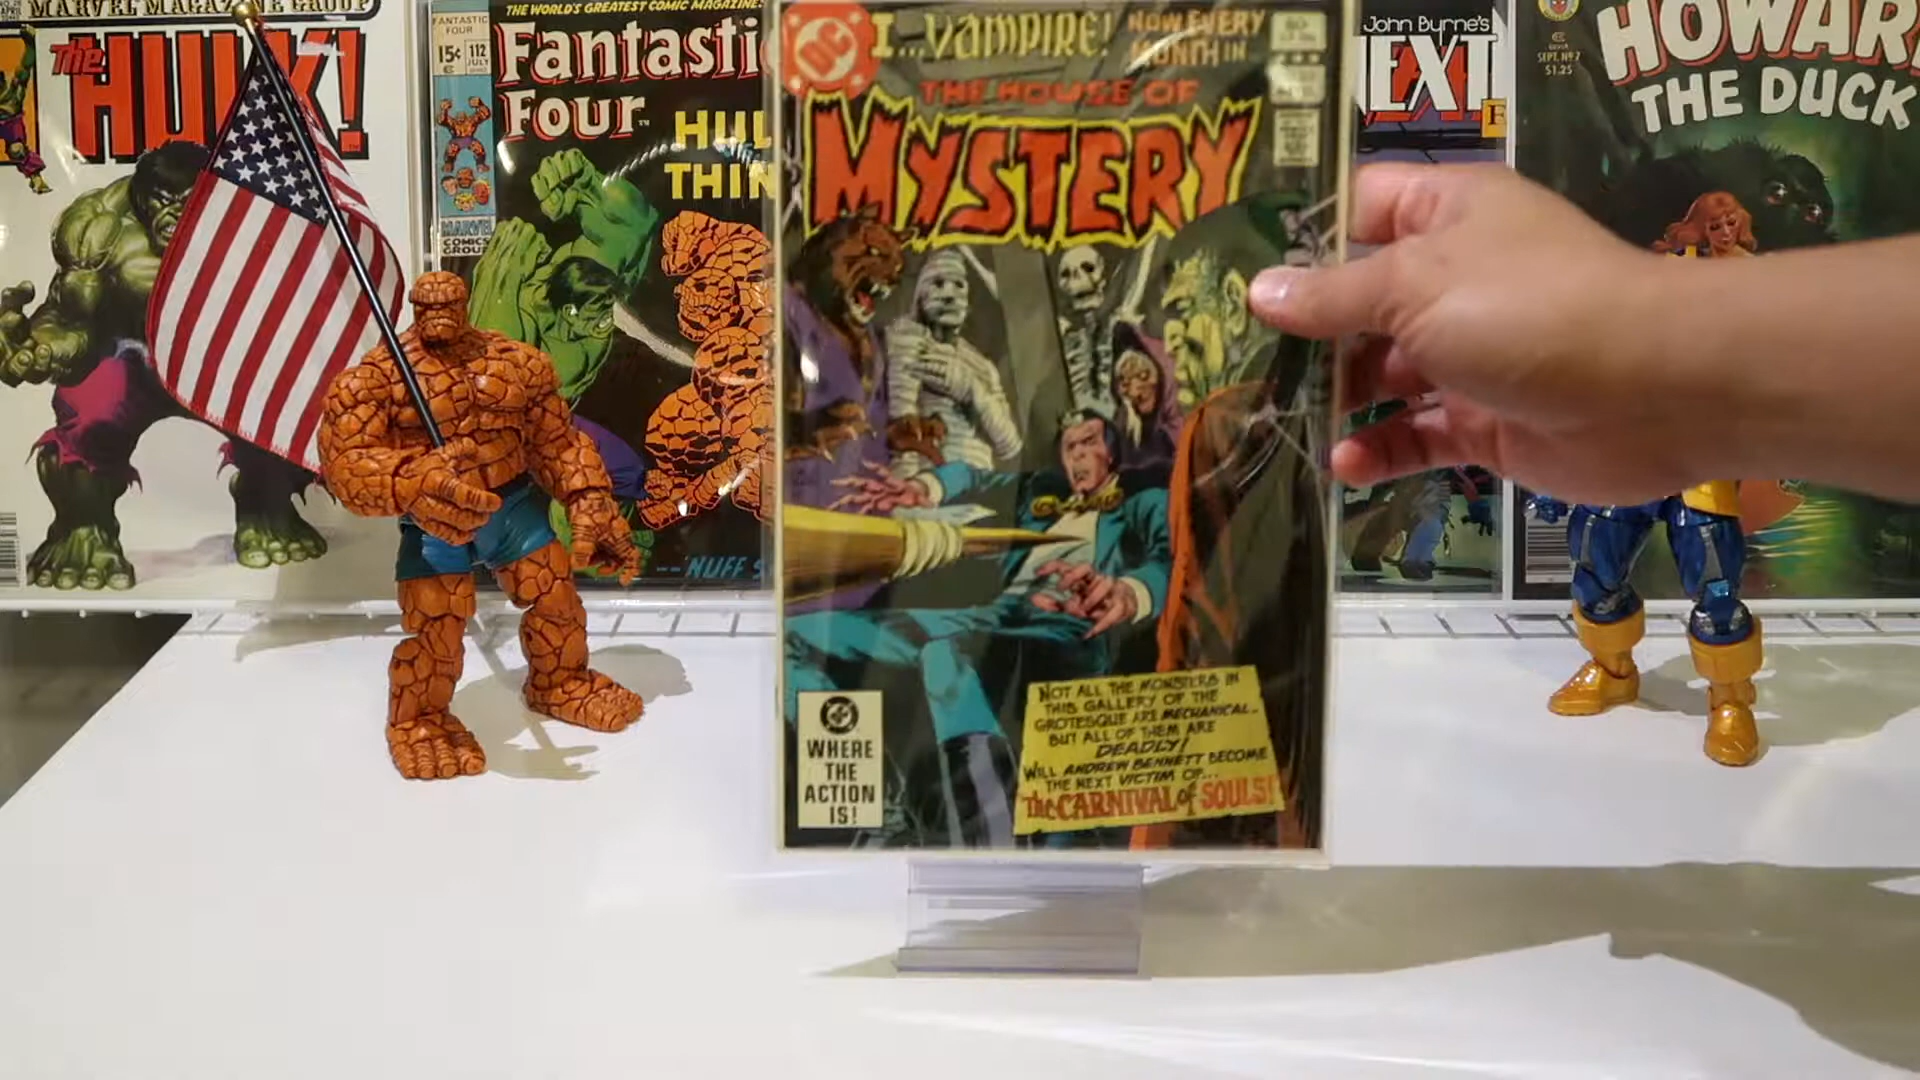 MARVEL MAGAZINE GROUP
The
HULK!
THE WORLD'S GREATEST COMIC MAGAZINE!
FANTASTIC
FOUR
15¢
112
JULY
MARVEL
COMICS
GROUP
Fantastic
Four
HUL
THIN
--'NUFF S
DC
I...VAMPIRE!
NOW EVERY
MONTH IN
THE HOUSE OF
MYSTERY
WHERE
THE
ACTION
IS!
NOT ALL THE MONSTERS IN
THIS GALLERY OF THE
GROTESQUE ARE MECHANICAL..
BUT ALL OF THEM ARE
DEADLY!
WILL ANDREW BENNETT BECOME
THE NEXT VICTIM OF...
The CARNIVAL of SOULS!
John Byrne's
NEXT
SEPT. Nº 7
$1.25
HOWAR
THE DUCK